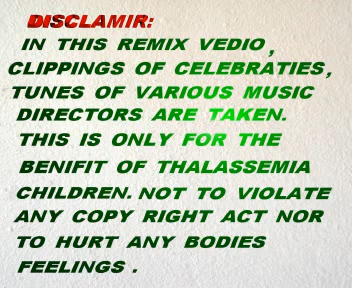 DISCLAMIR:
IN THIS REMIX VEDIO,
CLIPPINGS OF CELEBRATIES,
TUNES OF VARIOUS MUSIC
DIRECTORS ARE TAKEN.
THIS IS ONLY FOR THE
BENIFIT OF THALASSEMIA
CHILDREN. NOT TO VIOLATE
ANY COPY RIGHT ACT NOR
TO HURT ANY BODIES
FEELINGS .